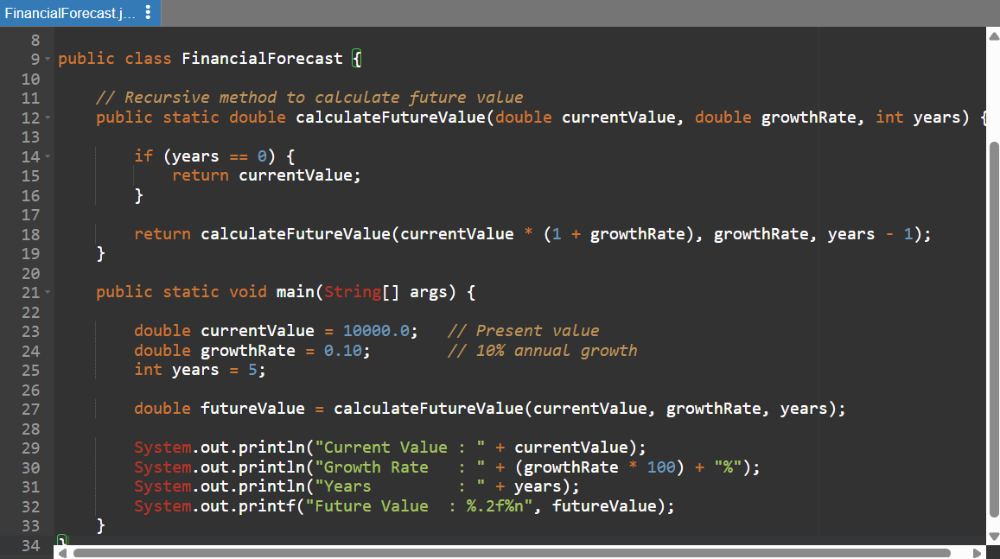 FinancialForecast.j...
8
9 public class FinancialForecast {
10
11     // Recursive method to calculate future value
12     public static double calculateFutureValue(double currentValue, double growthRate, int years) {
13
14         if (years == 0) {
15             return currentValue;
16         }
17
18         return calculateFutureValue(currentValue * (1 + growthRate), growthRate, years - 1);
19     }
20
21     public static void main(String[] args) {
22
23         double currentValue = 10000.0;   // Present value
24         double growthRate = 0.10;        // 10% annual growth
25         int years = 5;
26
27         double futureValue = calculateFutureValue(currentValue, growthRate, years);
28
29         System.out.println("Current Value : " + currentValue);
30         System.out.println("Growth Rate   : " + (growthRate * 100) + "%");
31         System.out.println("Years         : " + years);
32         System.out.printf("Future Value  : %.2f%n", futureValue);
33     }
34 }